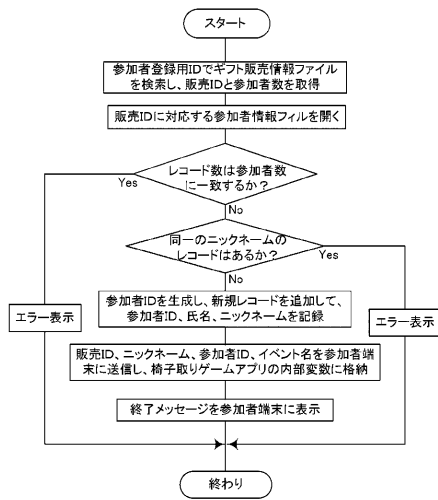 スタート
参加者登録用IDでギフト販売情報ファイル
を検索し、販売IDと参加者数を取得
販売IDに対応する参加者情報フィルを開く
レコード数は参加者数
に一致するか？
Yes
No
同一のニックネームの
レコードはあるか？
Yes
No
エラー表示
参加者IDを生成し、新規レコードを追加して、
参加者ID、氏名、ニックネームを記録
エラー表示
販売ID、ニックネーム、参加者ID、イベント名を参加者端
末に送信し、椅子取りゲームアプリの内部変数に格納
終了メッセージを参加者端末に表示
終わり